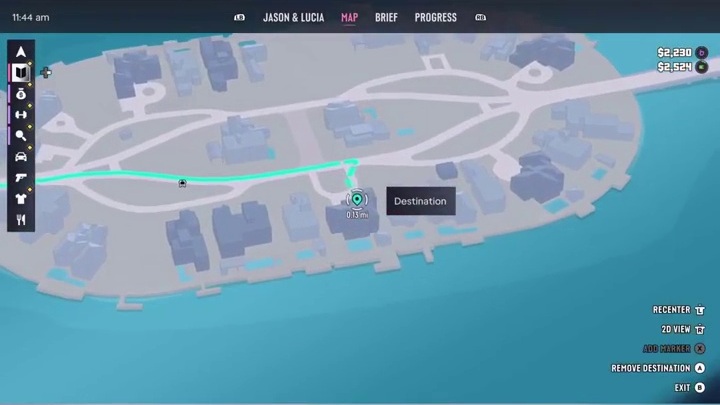 11:44 am
LB
JASON & LUCIA
MAP
BRIEF
PROGRESS
$2,230
$2,524
Destination
0.13 mi
RECENTER L
2D VIEW R
ADD MARKER X
REMOVE DESTINATION A
EXIT B